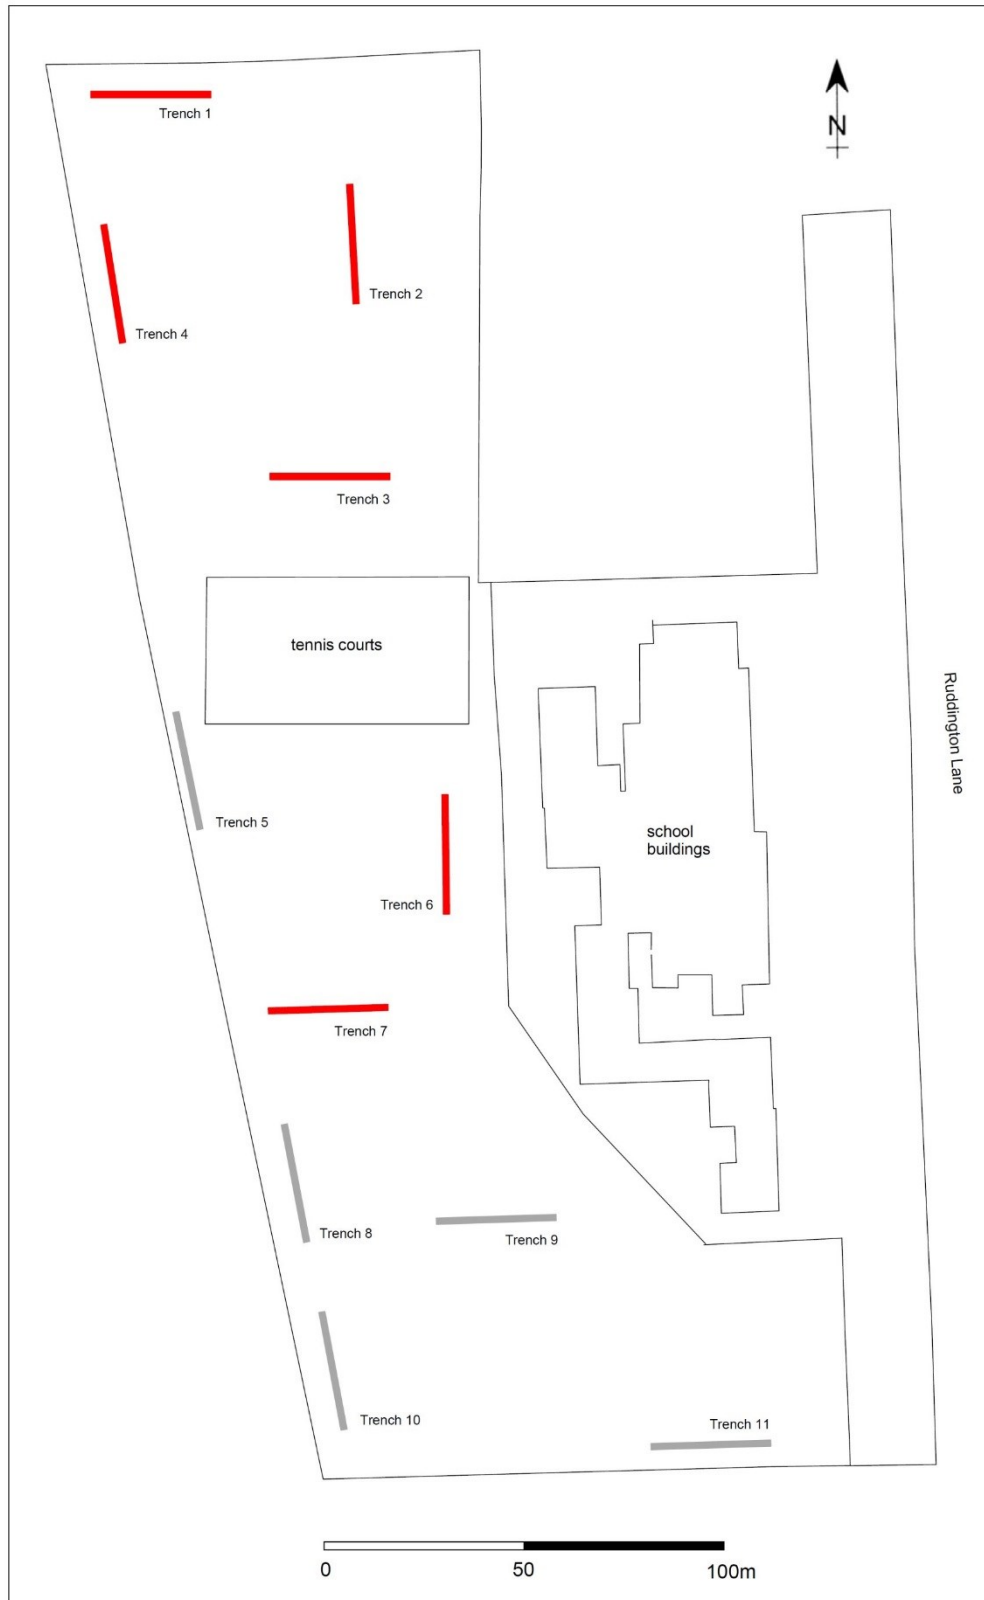 Trench 1
N
Trench 2
Trench 4
Trench 3
tennis courts
Ruddington Lane
Trench 5
school
buildings
Trench 6
Trench 7
Trench 8
Trench 9
Trench 10
Trench 11
0
50
100m